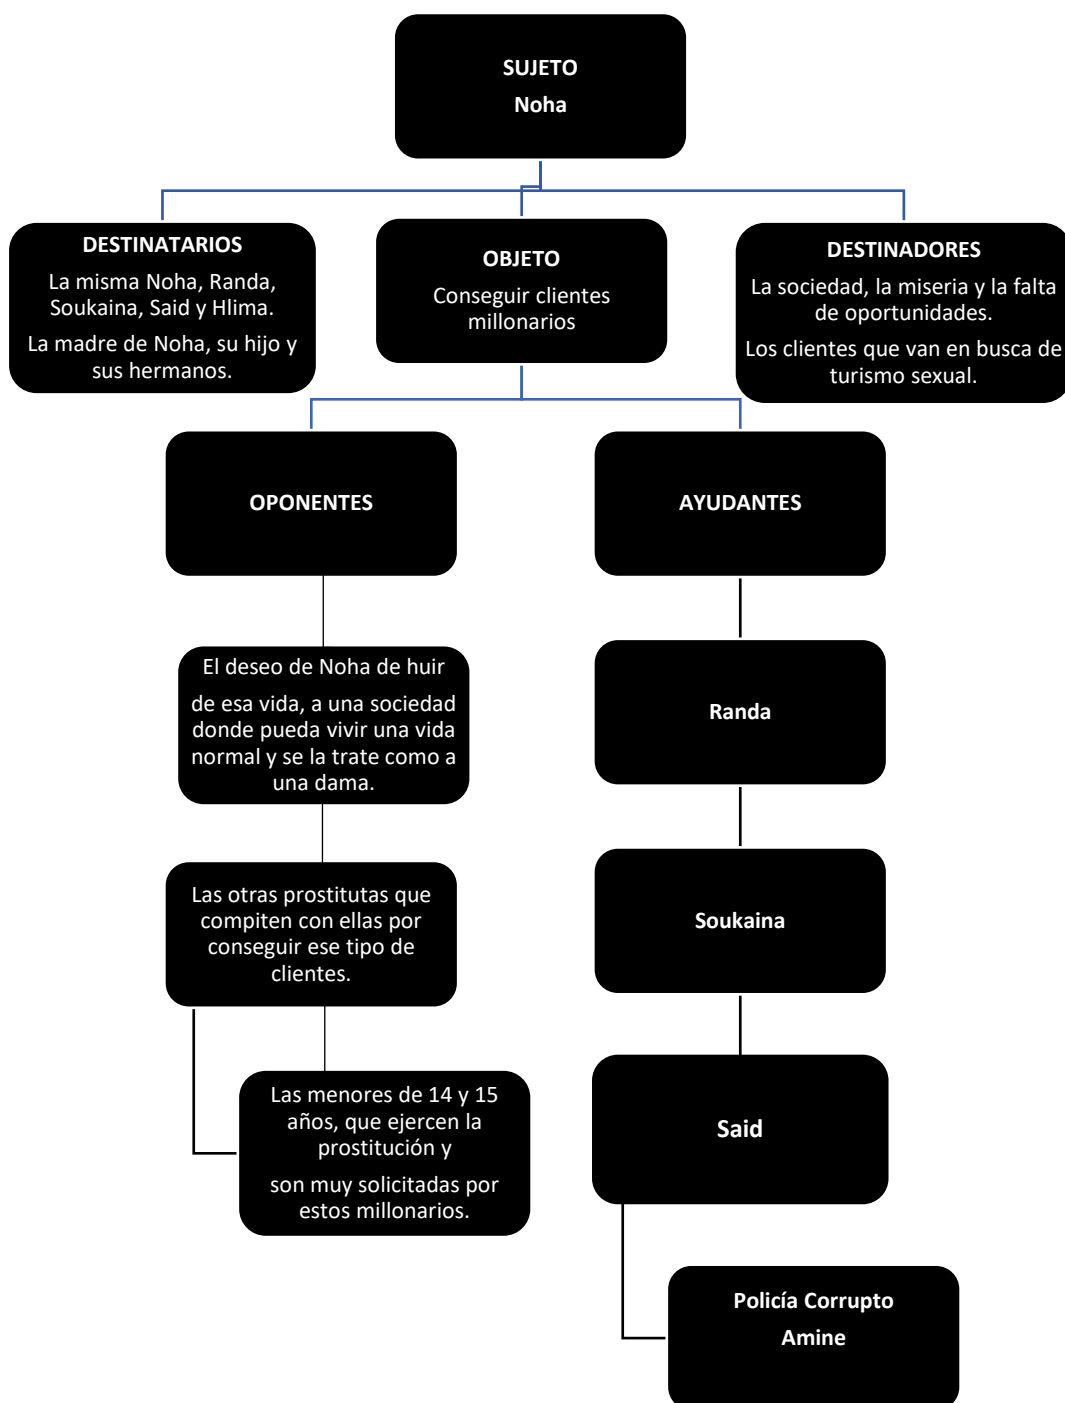 SUJETO
Noha
DESTINATARIOS
La misma Noha, Randa,
Soukaina, Said y Hlima.
La madre de Noha, su hijo y
sus hermanos.
OBJETO
Conseguir clientes
millonarios
DESTINADORES
La sociedad, la miseria y la falta
de oportunidades.
Los clientes que van en busca de
turismo sexual.
OPONENTES
AYUDANTES
El deseo de Noha de huir
de esa vida, a una sociedad
donde pueda vivir una vida
normal y se la trate como a
una dama.
Randa
Las otras prostitutas que
compiten con ellas por
conseguir ese tipo de
clientes.
Soukaina
Las menores de 14 y 15
años, que ejercen la
prostitución y
son muy solicitadas por
estos millonarios.
Said
Policía Corrupto
Amine